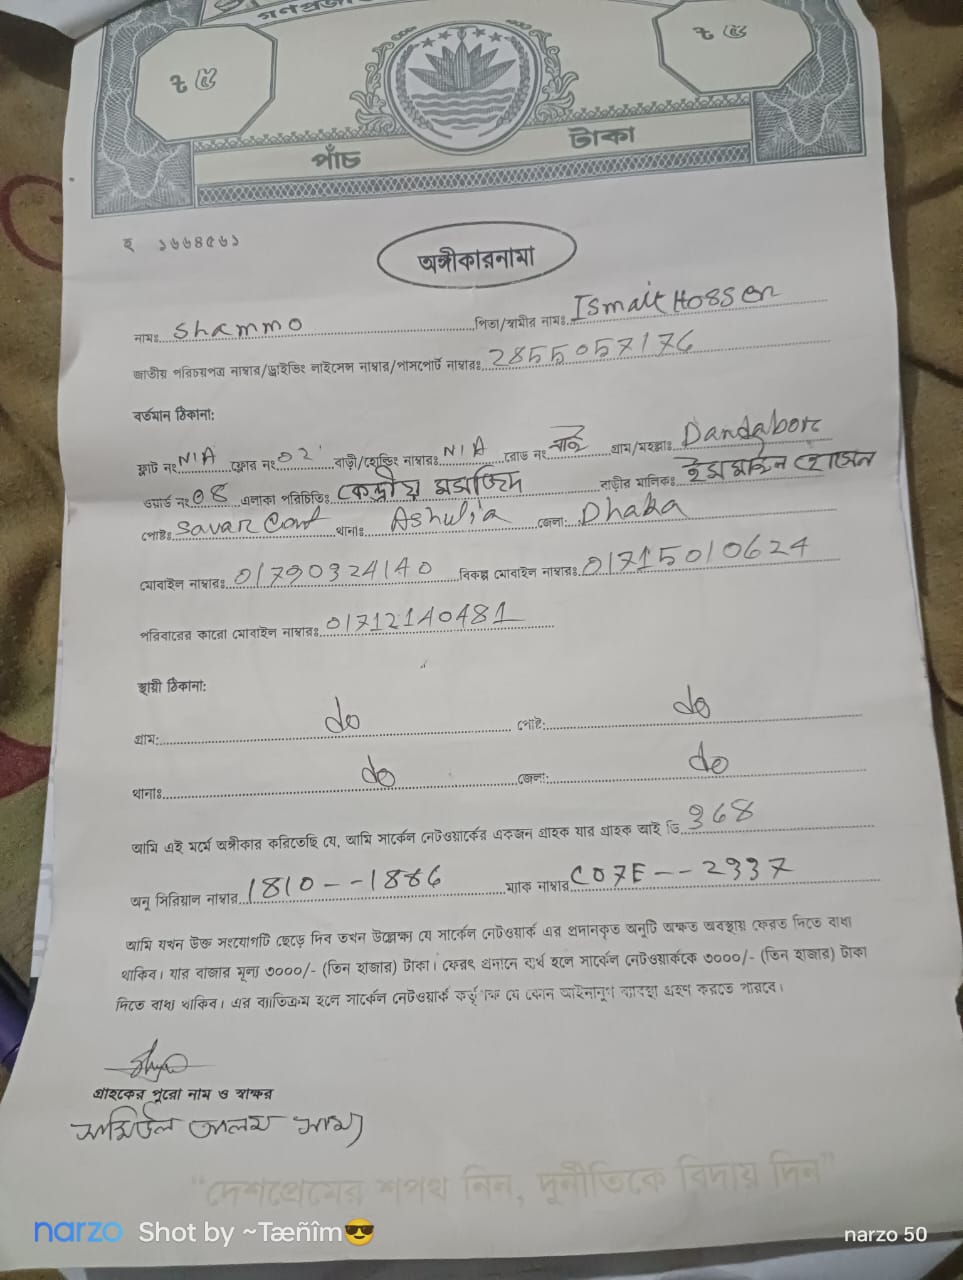 গণপ্রজা
৳ ৫ ৳ ৫
পাঁচ টাকা
ঘ ১৬৬৪৫৬১
অঙ্গীকারনামা
নামঃ Shammo পিতা/স্বামীর নামঃ Ismail Hossen
জাতীয় পরিচয়পত্র নাম্বার/ড্রাইভিং লাইসেন্স নাম্বার/পাসপোর্ট নাম্বারঃ 2855057176
বর্তমান ঠিকানা:
ফ্লাট নং N/A ফ্লোর নং 02 বাড়ী/হোল্ডিং নাম্বারঃ N/A রোড নং নাই গ্রাম/মহল্লাঃ Dandabor
ওয়ার্ড নং 08 এলাকা পরিচিতিঃ কেন্দ্রীয় মসজিদ বাড়ীর মালিকঃ ইসমাইল হোসেন
পোষ্টঃ Savar Cant থানাঃ Ashulia জেলা: Dhaka
মোবাইল নাম্বারঃ 01790324140 বিকল্প মোবাইল নাম্বারঃ 01715010624
পরিবারের কারো মোবাইল নাম্বারঃ 01712140481
স্থায়ী ঠিকানা:
গ্রাম: do পোষ্ট: do
থানাঃ do জেলা: do
আমি এই মর্মে অঙ্গীকার করিতেছি যে, আমি সার্কেল নেটওয়ার্কের একজন গ্রাহক যার গ্রাহক আই ডি 368
অনু সিরিয়াল নাম্বার 1810--1886 ম্যাক নাম্বার C07E--2337
আমি যখন উক্ত সংযোগটি ছেড়ে দিব তখন উল্লেক্ষ্য যে সার্কেল নেটওয়ার্ক এর প্রদানকৃত অনুটি অক্ষত অবস্থায় ফেরত দিতে বাধ্য
থাকিব। যার বাজার মূল্য ৩০০০/- (তিন হাজার) টাকা। ফেরৎ প্রদানে ব্যর্থ হলে সার্কেল নেটওয়ার্ককে ৩০০০/- (তিন হাজার) টাকা
দিতে বাধ্য থাকিব। এর ব্যতিক্রম হলে সার্কেল নেটওয়ার্ক কর্তৃপক্ষ যে কোন আইনানুগ ব্যবস্থা গ্রহণ করতে পারবে।
গ্রাহকের পুরো নাম ও স্বাক্ষর
সামিউল আলম সাম্য
"দেশপ্রেমের শপথ নিন, দুর্নীতিকে বিদায় দিন"
narzo Shot by ~Tæñîm😎 narzo 50